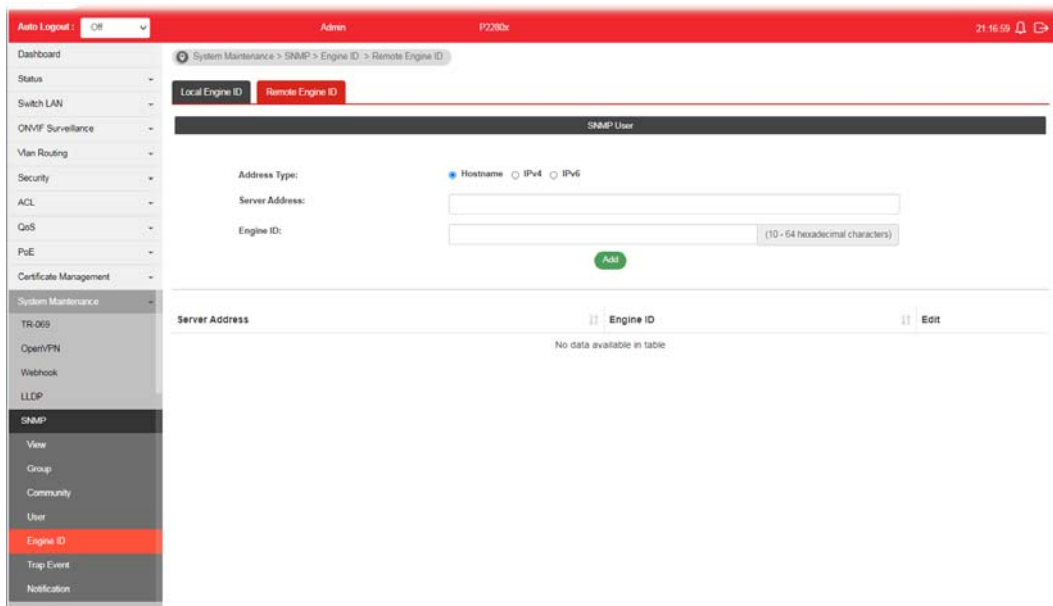 Auto Logout : Off Admin P2280x 21:16:59
Dashboard
System Maintenance > SNMP > Engine ID > Remote Engine ID
Status
Local Engine ID Remote Engine ID
Switch LAN
ONVIF Surveillance
SNMP User
Vlan Routing
Security
Address Type: Hostname IPv4 IPv6
ACL
Server Address:
QoS
Engine ID: (10 - 64 hexadecimal characters)
PoE
Add
Certificate Management
System Maintenance
Server Address Engine ID Edit
TR-069
No data available in table
OpenVPN
Webhook
LLDP
SNMP
View
Group
Community
User
Engine ID
Trap Event
Notification